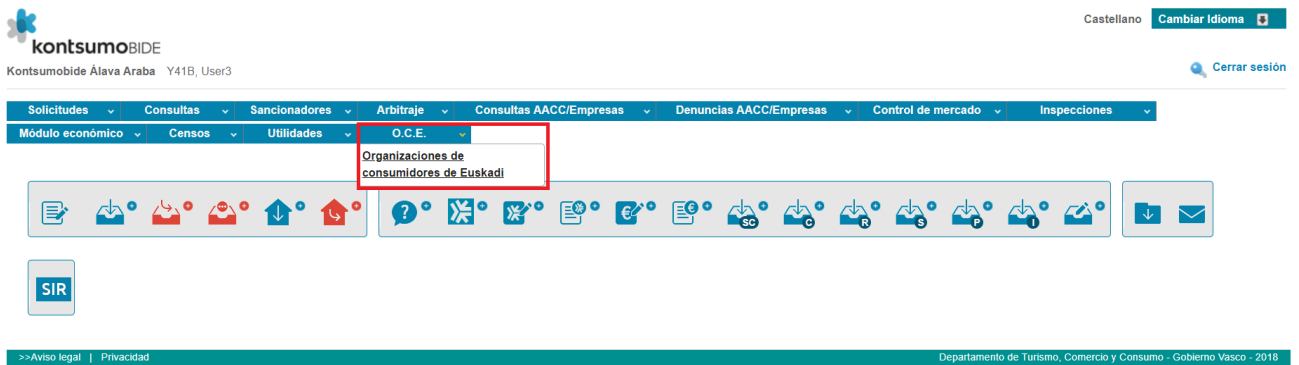 Castellano Cambiar Idioma
kontsumoBIDE
Kontsumobide Álava Araba Y41B, User3
Cerrar sesión
Solicitudes Consultas Sancionadores Arbitraje Consultas AACC/Empresas Denuncias AACC/Empresas Control de mercado Inspecciones
Módulo económico Censos Utilidades O.C.E.
Organizaciones de
consumidores de Euskadi
SC C R S P I
SIR
>>Aviso legal | Privacidad Departamento de Turismo, Comercio y Consumo - Gobierno Vasco - 2018